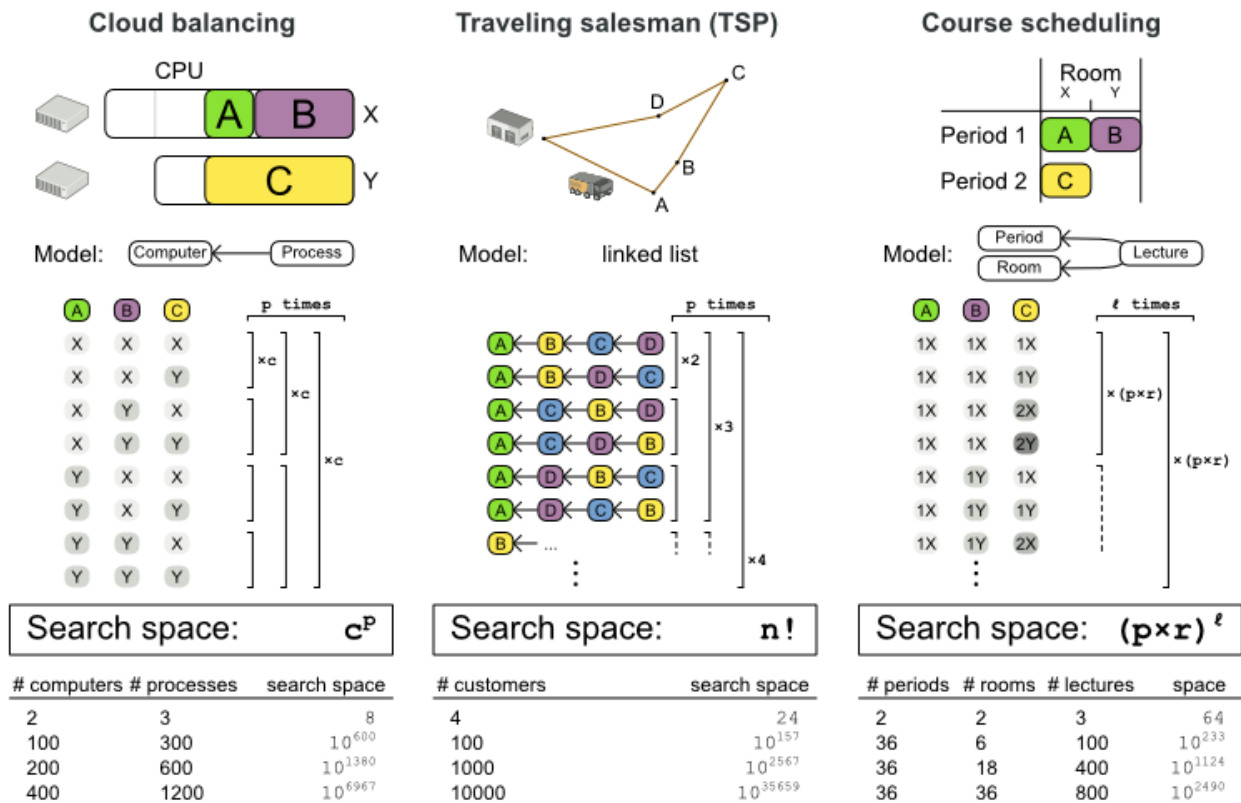 Cloud balancing
CPU
A B X
C Y
Model: Computer Process
p times
A B C
X X X
X X Y
X Y X
X Y Y
Y X X
Y X Y
Y Y X
Y Y Y
×c
×c
×c
Search space: c^p
# computers # processes search space
2 3 8
100 300 10^600
200 600 10^1380
400 1200 10^6967
Traveling salesman (TSP)
C
D
B
A
Model: linked list
p times
A B C D
A B D C
A C B D
A C D B
A D B C
A D C B
B ...
×2
×3
×4
Search space: n!
# customers search space
4 24
100 10^157
1000 10^2567
10000 10^35659
Course scheduling
Room
X Y
Period 1 A B
Period 2 C
Model: Period Lecture
Room
ℓ times
A B C
1X 1X 1X
1X 1X 1Y
1X 1X 2X
1X 1X 2Y
1X 1Y 1X
1X 1Y 1Y
1X 1Y 2X
×(p×r)
×(p×r)
Search space: (p×r)^ℓ
# periods # rooms # lectures space
2 2 3 64
36 6 100 10^233
36 18 400 10^1124
36 36 800 10^2490